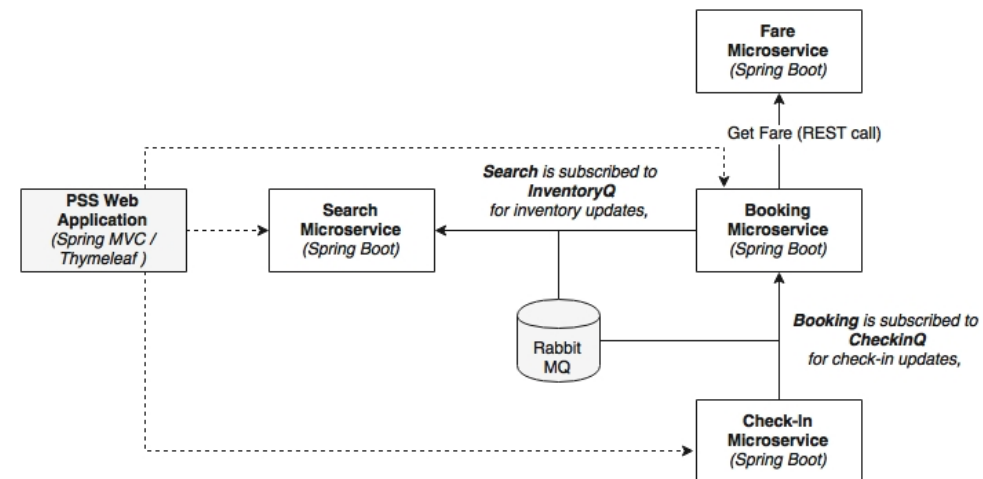 Fare
Microservice
(Spring Boot)
Get Fare (REST call)
Search is subscribed to
InventoryQ
for inventory updates,
PSS Web
Application
(Spring MVC /
Thymeleaf )
Search
Microservice
(Spring Boot)
Booking
Microservice
(Spring Boot)
Rabbit
MQ
Booking is subscribed to
CheckinQ
for check-in updates,
Check-In
Microservice
(Spring Boot)